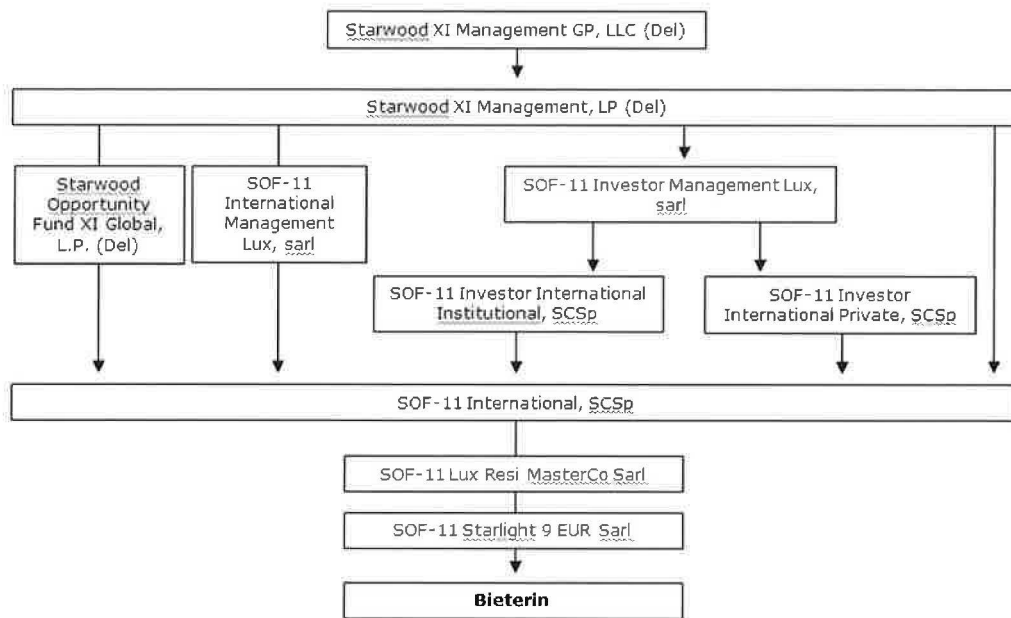 Starwood XI Management GP, LLC (Del)
Starwood XI Management, LP (Del)
Starwood
Opportunity
Fund XI Global,
L.P. (Del)
SOF-11
International
Management
Lux, sarl
SOF-11 Investor Management Lux,
sarl
SOF-11 Investor International
Institutional, SCSp
SOF-11 Investor
International Private, SCSp
SOF-11 International, SCSp
SOF-11 Lux Resi MasterCo Sarl
SOF-11 Starlight 9 EUR Sarl
Bieterin